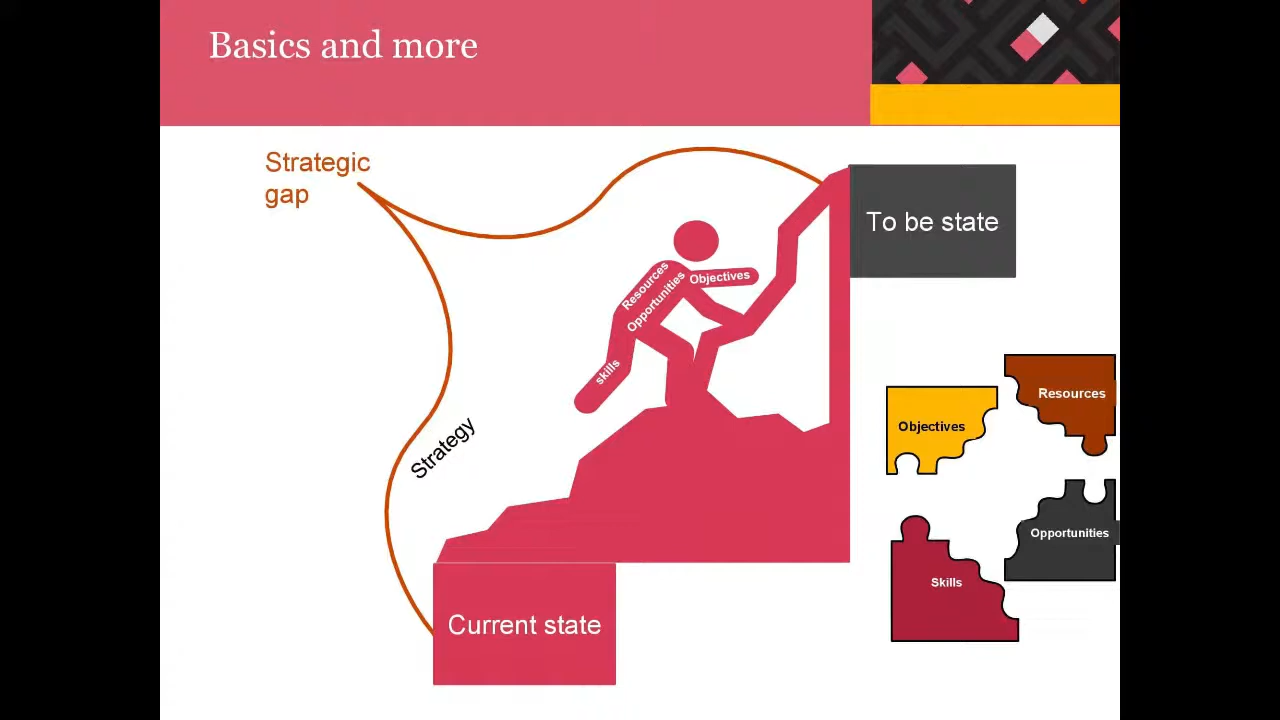 Basics and more
Strategic
gap
To be state
Resources
Opportunities
Objectives
skills
Strategy
Current state
Objectives
Resources
Skills
Opportunities